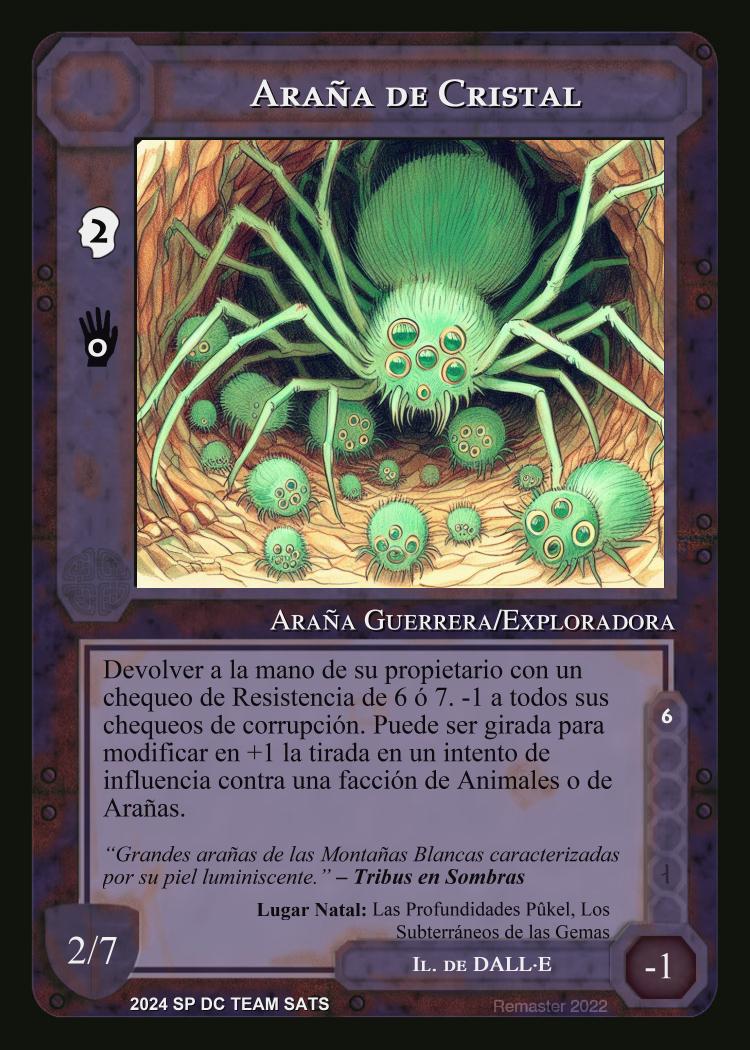 Araña de Cristal
2
0
Araña Guerrera/Exploradora
Devolver a la mano de su propietario con un
chequeo de Resistencia de 6 ó 7. -1 a todos sus
chequeos de corrupción. Puede ser girada para
modificar en +1 la tirada en un intento de
influencia contra una facción de Animales o de
Arañas.
6
“Grandes arañas de las Montañas Blancas caracterizadas
por su piel luminiscente.” – Tribus en Sombras
Lugar Natal: Las Profundidades Pûkel, Los
Subterráneos de las Gemas
2/7
Il. de DALL·E
-1
2024 SP DC TEAM SATS
Remaster 2022